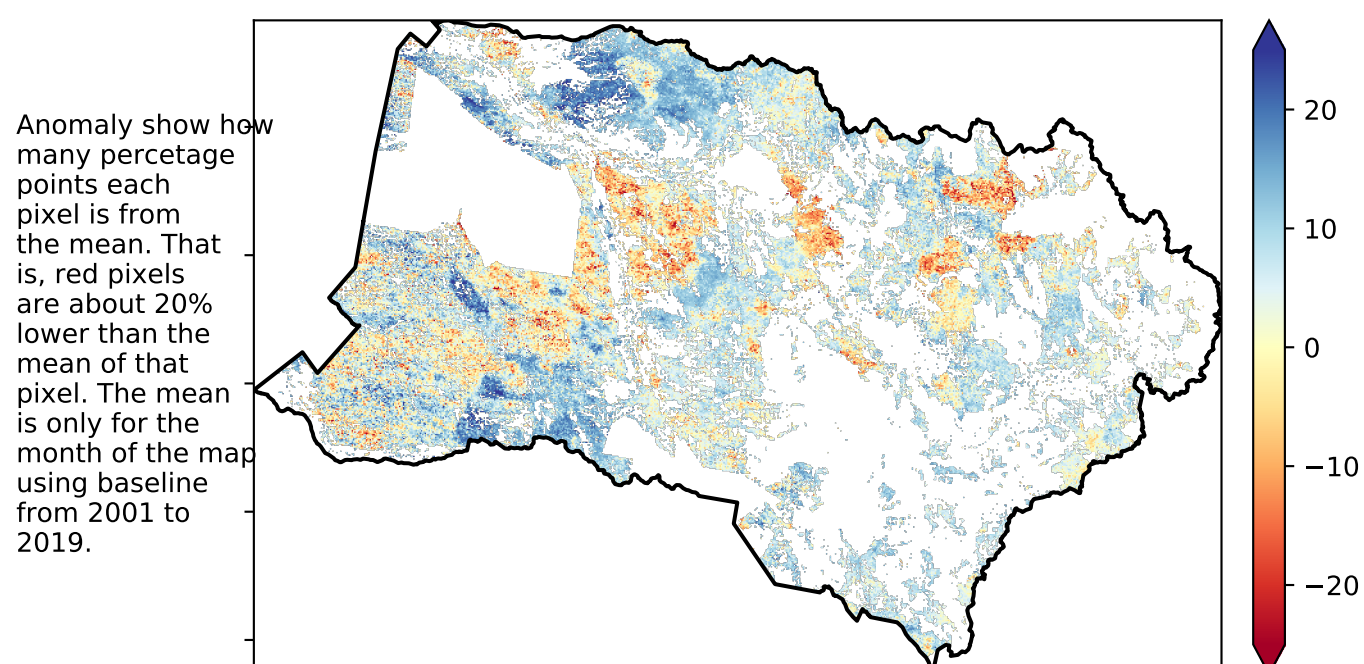 Anomaly show how
many percetage
points each
pixel is from
the mean. That
is, red pixels
are about 20%
lower than the
mean of that
pixel. The mean
is only for the
month of the map
using baseline
from 2001 to
2019.
20
10
0
−10
−20